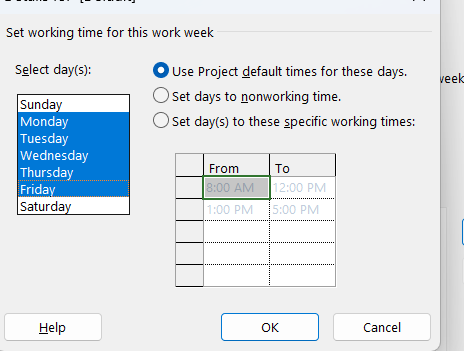 Set working time for this work week
Select day(s):
Use Project default times for these days.
Set days to nonworking time.
Set day(s) to these specific working times:
Sunday
Monday
Tuesday
Wednesday
Thursday
Friday
Saturday
From To
8:00 AM 12:00 PM
1:00 PM 5:00 PM
week
Help OK Cancel